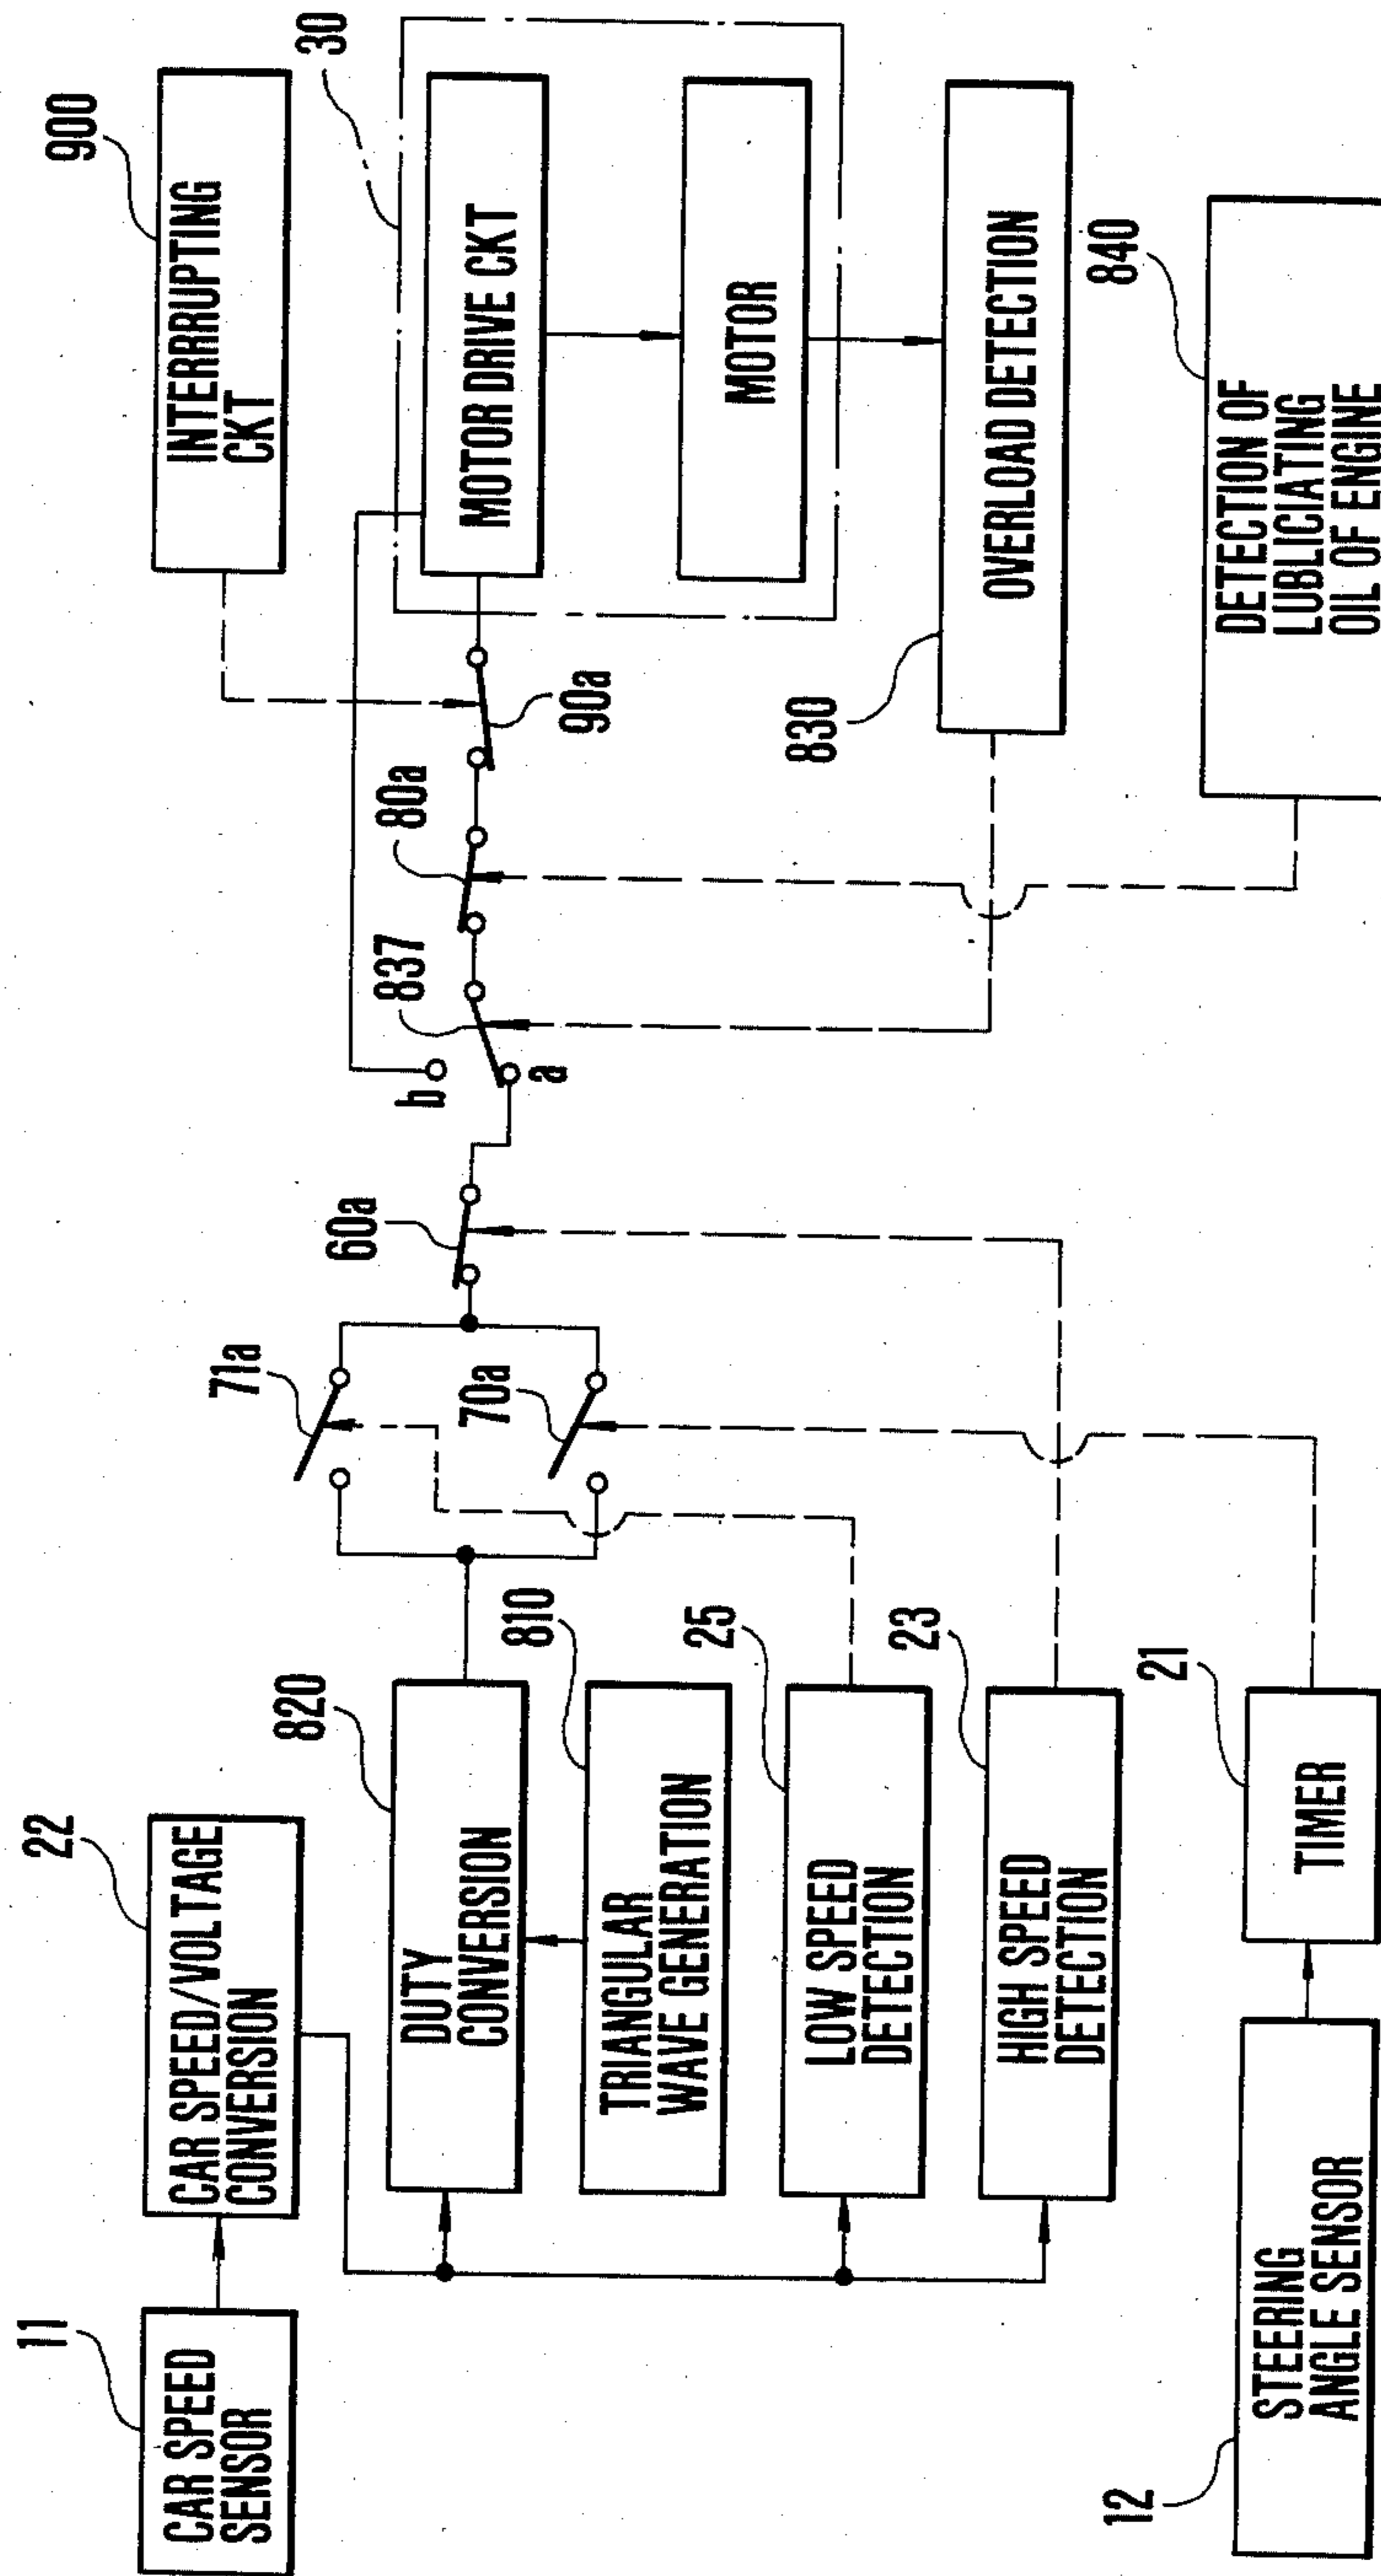 11
CAR SPEED
SENSOR
22
CAR SPEED/VOLTAGE
CONVERSION
820
DUTY
CONVERSION
810
TRIANGULAR
WAVE GENERATION
25
LOW SPEED
DETECTION
23
HIGH SPEED
DETECTION
12
STEERING
ANGLE SENSOR
21
TIMER
71a
70a
60a
b
a
837
80a
90a
900
INTERRRUPTING
CKT
30
MOTOR DRIVE CKT
MOTOR
830
OVERLOAD DETECTION
840
DETECTION OF
LUBLICIATING
OIL OF ENGINE